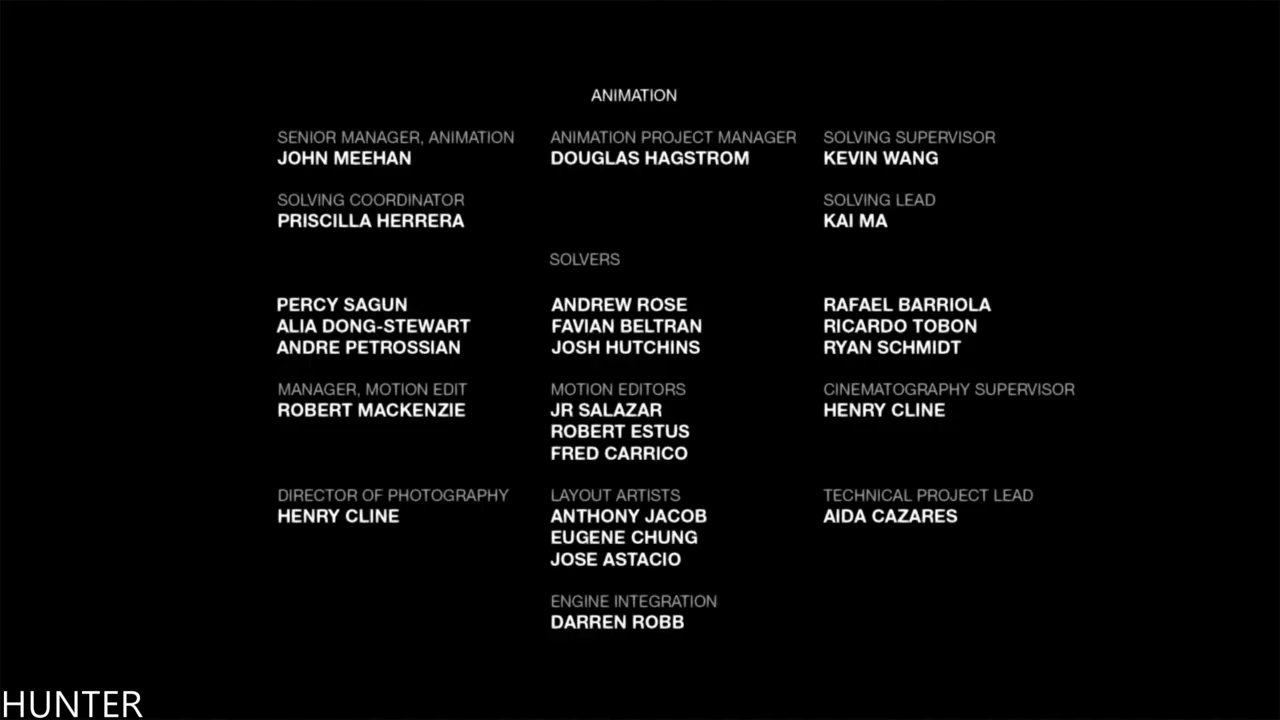 ANIMATION
SENIOR MANAGER, ANIMATION
JOHN MEEHAN
ANIMATION PROJECT MANAGER
DOUGLAS HAGSTROM
SOLVING SUPERVISOR
KEVIN WANG
SOLVING COORDINATOR
PRISCILLA HERRERA
SOLVING LEAD
KAI MA
SOLVERS
PERCY SAGUN
ALIA DONG-STEWART
ANDRE PETROSSIAN
ANDREW ROSE
FAVIAN BELTRAN
JOSH HUTCHINS
RAFAEL BARRIOLA
RICARDO TOBON
RYAN SCHMIDT
MANAGER, MOTION EDIT
ROBERT MACKENZIE
MOTION EDITORS
JR SALAZAR
ROBERT ESTUS
FRED CARRICO
CINEMATOGRAPHY SUPERVISOR
HENRY CLINE
DIRECTOR OF PHOTOGRAPHY
HENRY CLINE
LAYOUT ARTISTS
ANTHONY JACOB
EUGENE CHUNG
JOSE ASTACIO
TECHNICAL PROJECT LEAD
AIDA CAZARES
ENGINE INTEGRATION
DARREN ROBB
HUNTER